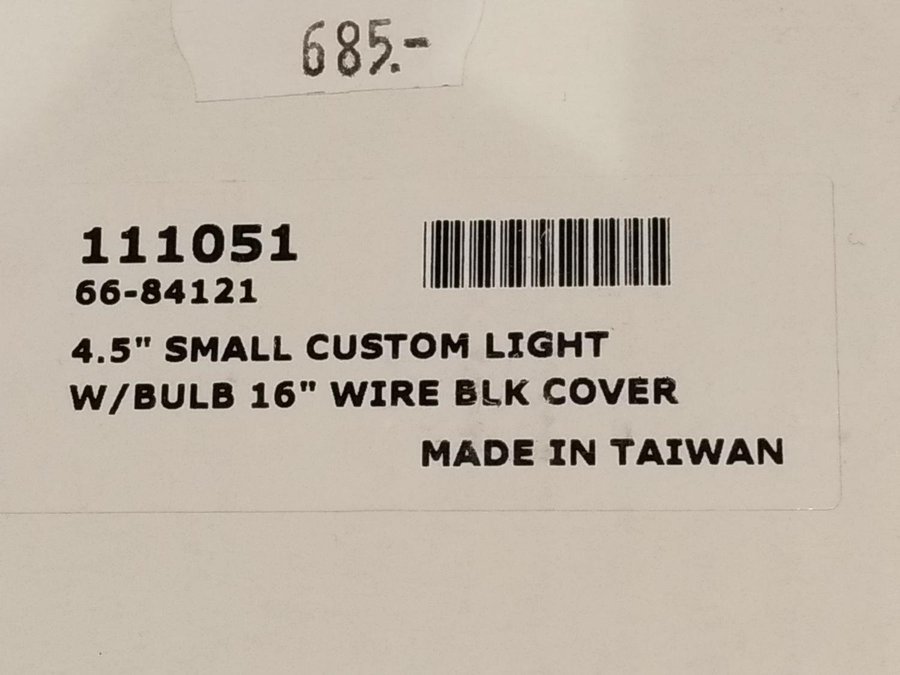 685.-
111051
66-84121
4.5" SMALL CUSTOM LIGHT
W/BULB 16" WIRE BLK COVER
MADE IN TAIWAN